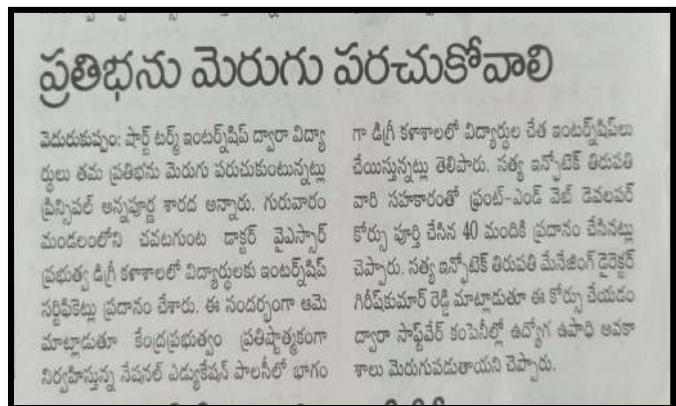 ప్రతిభను మెరుగు పరచుకోవాలి
వెదురుకుప్పం: షార్ట్ టర్మ్ ఇంటర్న్‌షిప్ ద్వారా విద్యా
ర్థులు తమ ప్రతిభను మెరుగు పరుచుకుంటున్నట్లు
ప్రిన్సిపల్ అన్నపూర్ణ శారద అన్నారు. గురువారం
మండలంలోని చవటగుంట డాక్టర్ వైఎస్సార్
ప్రభుత్వ డిగ్రీ కళాశాలలో విద్యార్థులకు ఇంటర్న్‌షిప్
సర్టిఫికెట్లు ప్రదానం చేశారు. ఈ సందర్భంగా ఆమె
మాట్లాడుతూ కేంద్రప్రభుత్వం ప్రతిష్ఠాత్మకంగా
నిర్వహిస్తున్న నేషనల్ ఎడ్యుకేషన్ పాలసీలో భాగం
గా డిగ్రీ కళాశాలలో విద్యార్థుల చేత ఇంటర్న్‌షిప్‌లు
చేయిస్తున్నట్లు తెలిపారు. సత్య ఇన్ఫోటెక్ తిరుపతి
వారి సహకారంతో ఫ్రంట్-ఎండ్ వెబ్ డెవలపర్
కోర్సు పూర్తి చేసిన 40 మందికి ప్రదానం చేసినట్లు
చెప్పారు. సత్య ఇన్ఫోటెక్ తిరుపతి మేనేజింగ్ డైరెక్టర్
గిరీష్‌కుమార్ రెడ్డి మాట్లాడుతూ ఈ కోర్సు చేయడం
ద్వారా సాఫ్ట్‌వేర్ కంపెనీల్లో ఉద్యోగ ఉపాధి అవకా
శాలు మెరుగుపడుతాయని చెప్పారు.